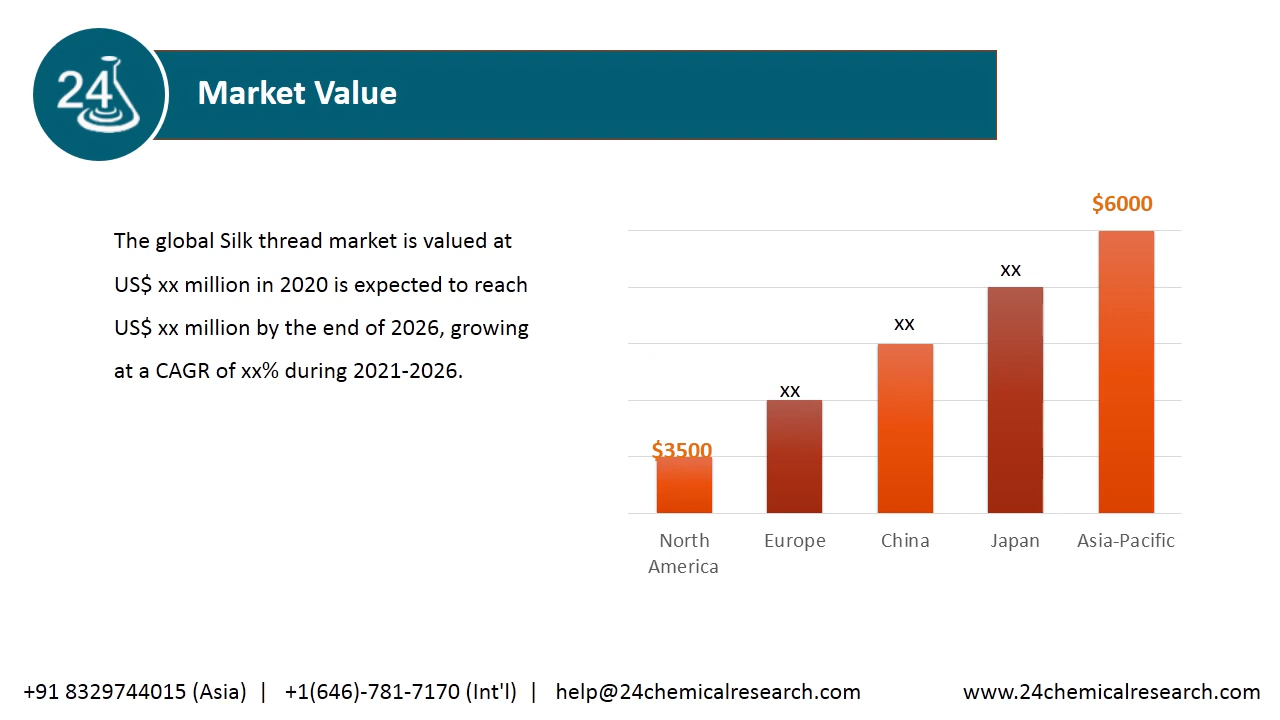 24
Market Value
The global Silk thread market is valued at
US$ xx million in 2020 is expected to reach
US$ xx million by the end of 2026, growing
at a CAGR of xx% during 2021-2026.
$6000
xx
xx
xx
$3500
North
America
Europe
China
Japan
Asia-Pacific
+91 8329744015 (Asia) | +1(646)-781-7170 (Int'l) | help@24chemicalresearch.com
www.24chemicalresearch.com